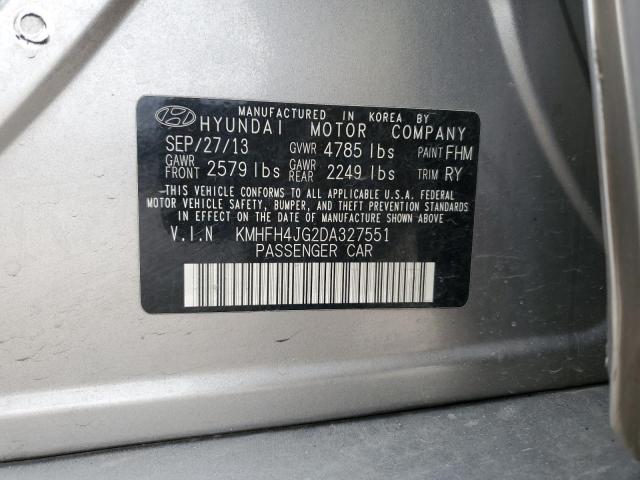 MANUFACTURED IN KOREA BY
HYUNDAI MOTOR COMPANY
SEP/27/13 GVWR 4785 lbs PAINT FHM
GAWR FRONT 2579 lbs GAWR REAR 2249 lbs TRIM RY
THIS VEHICLE CONFORMS TO ALL APPLICABLE U.S.A. FEDERAL
MOTOR VEHICLE SAFETY, BUMPER, AND THEFT PREVENTION STANDARDS
IN EFFECT ON THE DATE OF MANUFACTURE SHOWN ABOVE
V.I.N KMHFH4JG2DA327551
PASSENGER CAR